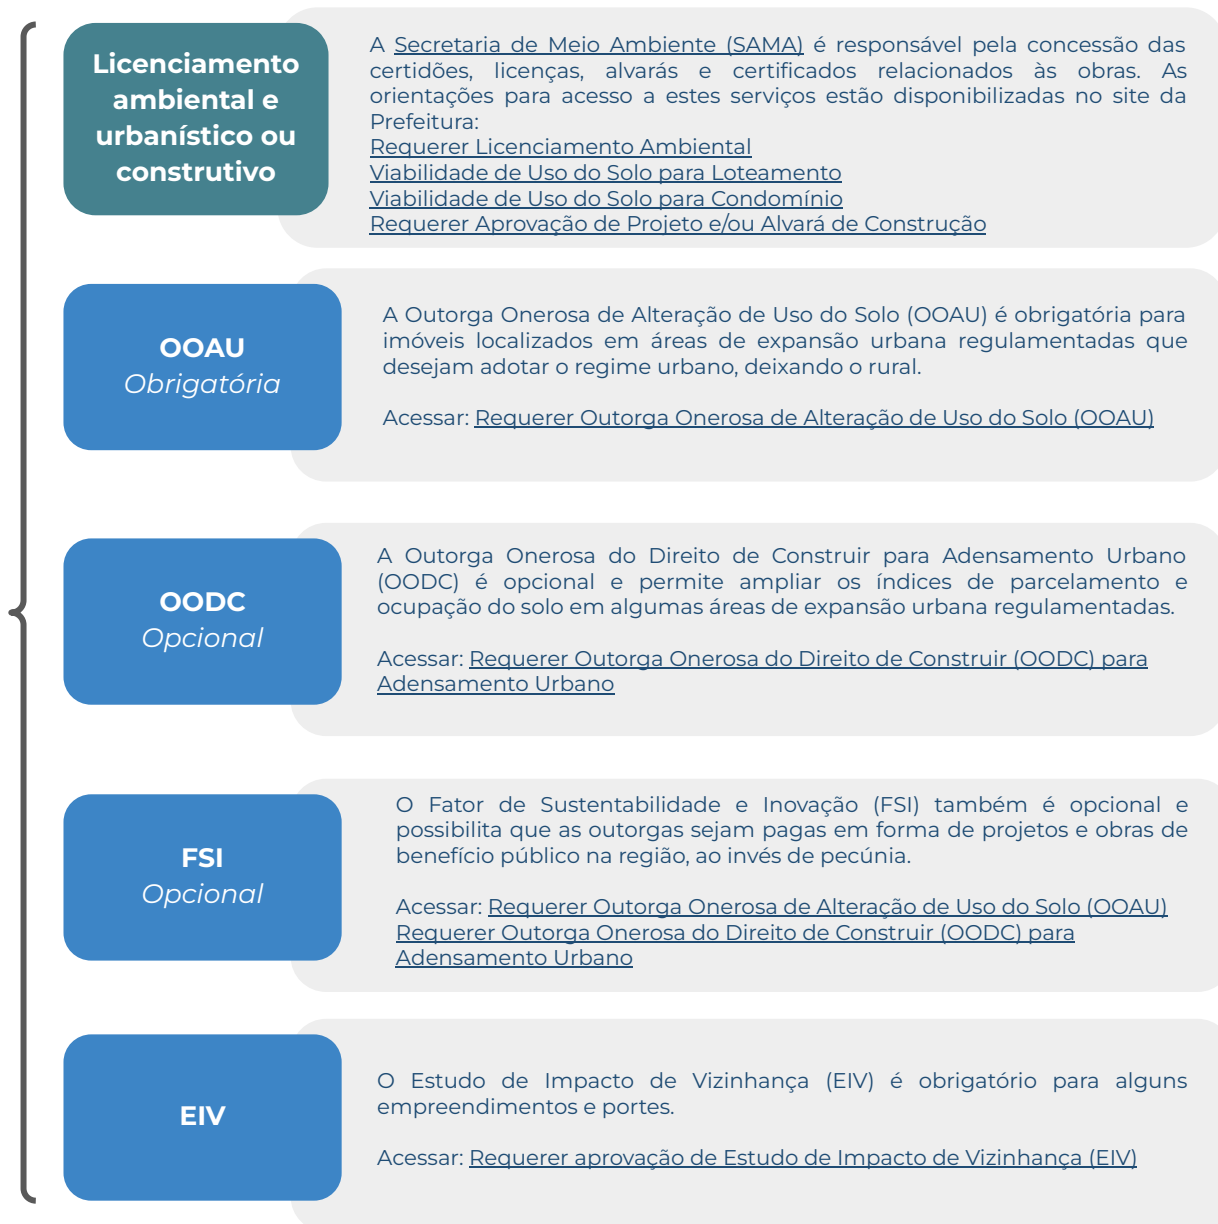 Licenciamento
ambiental e
urbanístico ou
construtivo
A Secretaria de Meio Ambiente (SAMA) é responsável pela concessão das
certidões, licenças, alvarás e certificados relacionados às obras. As
orientações para acesso a estes serviços estão disponibilizadas no site da
Prefeitura:
Requerer Licenciamento Ambiental
Viabilidade de Uso do Solo para Loteamento
Viabilidade de Uso do Solo para Condomínio
Requerer Aprovação de Projeto e/ou Alvará de Construção
OOAU
Obrigatória
A Outorga Onerosa de Alteração de Uso do Solo (OOAU) é obrigatória para
imóveis localizados em áreas de expansão urbana regulamentadas que
desejam adotar o regime urbano, deixando o rural.
Acessar: Requerer Outorga Onerosa de Alteração de Uso do Solo (OOAU)
OODC
Opcional
A Outorga Onerosa do Direito de Construir para Adensamento Urbano
(OODC) é opcional e permite ampliar os índices de parcelamento e
ocupação do solo em algumas áreas de expansão urbana regulamentadas.
Acessar: Requerer Outorga Onerosa do Direito de Construir (OODC) para
Adensamento Urbano
FSI
Opcional
O Fator de Sustentabilidade e Inovação (FSI) também é opcional e
possibilita que as outorgas sejam pagas em forma de projetos e obras de
benefício público na região, ao invés de pecúnia.
Acessar: Requerer Outorga Onerosa de Alteração de Uso do Solo (OOAU)
Requerer Outorga Onerosa do Direito de Construir (OODC) para
Adensamento Urbano
EIV
O Estudo de Impacto de Vizinhança (EIV) é obrigatório para alguns
empreendimentos e portes.
Acessar: Requerer aprovação de Estudo de Impacto de Vizinhança (EIV)